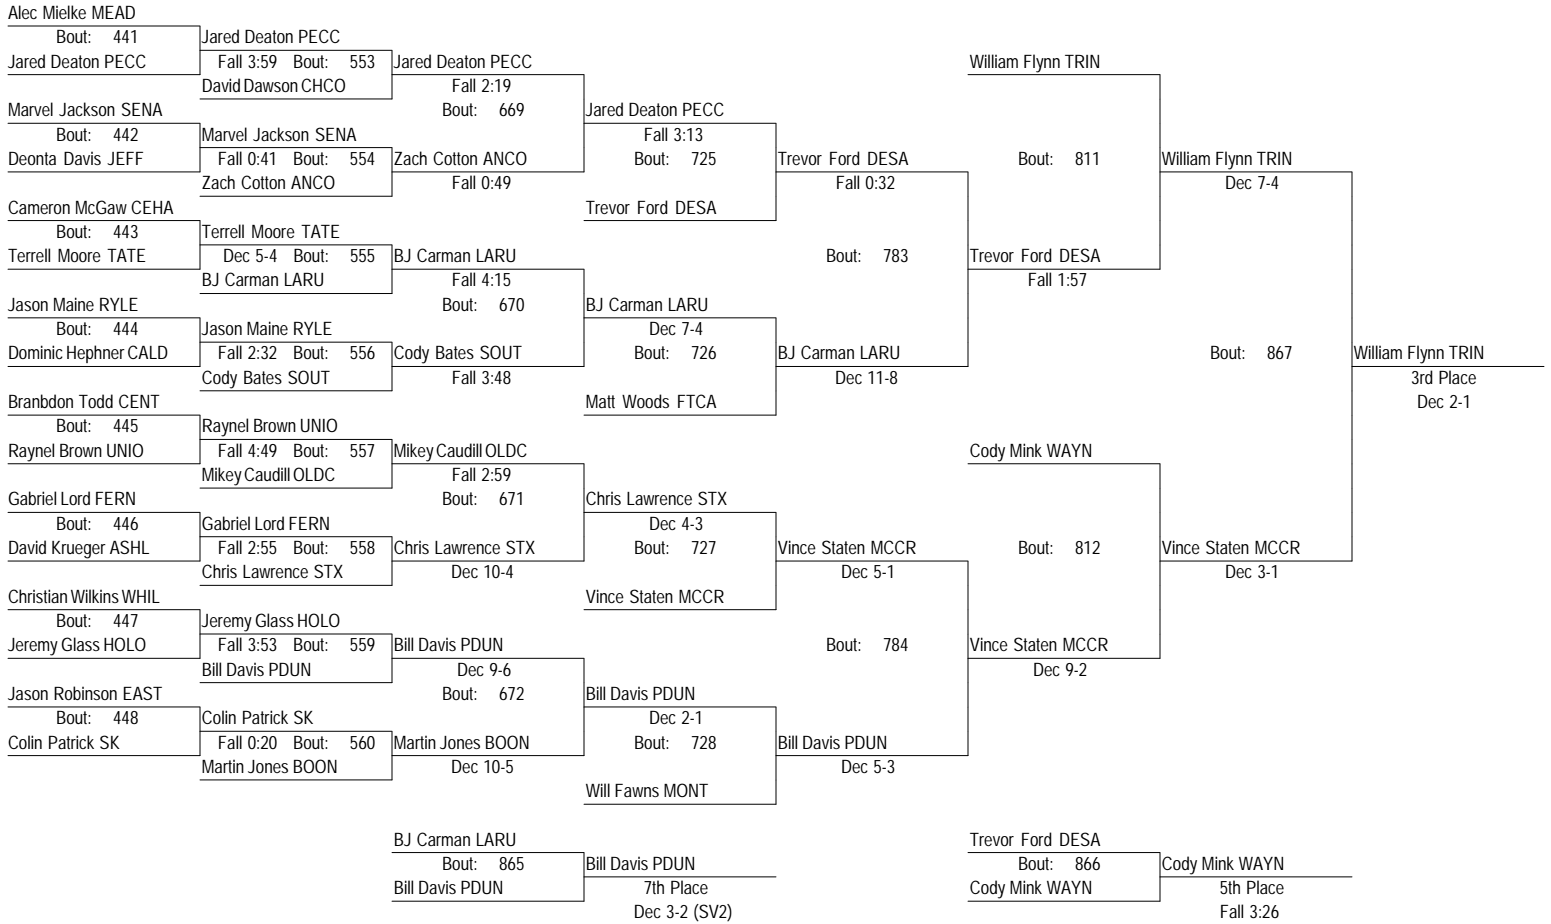 Alec Mielke MEAD
Bout: 441
Jared Deaton PECC
Marvel Jackson SENA
Bout: 442
Deonta Davis JEFF
Cameron McGaw CEHA
Bout: 443
Terrell Moore TATE
Jason Maine RYLE
Bout: 444
Dominic Hephner CALD
Branbdon Todd CENT
Bout: 445
Raynel Brown UNIO
Gabriel Lord FERN
Bout: 446
David Krueger ASHL
Christian Wilkins WHIL
Bout: 447
Jeremy Glass HOLO
Jason Robinson EAST
Bout: 448
Colin Patrick SK
Jared Deaton PECC
Fall 3:59 Bout: 553
David Dawson CHCO
Marvel Jackson SENA
Fall 0:41 Bout: 554
Zach Cotton ANCO
Terrell Moore TATE
Dec 5-4 Bout: 555
BJ Carman LARU
Jason Maine RYLE
Fall 2:32 Bout: 556
Cody Bates SOUT
Raynel Brown UNIO
Fall 4:49 Bout: 557
Mikey Caudill OLDC
Gabriel Lord FERN
Fall 2:55 Bout: 558
Chris Lawrence STX
Jeremy Glass HOLO
Fall 3:53 Bout: 559
Bill Davis PDUN
Colin Patrick SK
Fall 0:20 Bout: 560
Martin Jones BOON
Jared Deaton PECC
Fall 2:19
Bout: 669
Zach Cotton ANCO
Fall 0:49
BJ Carman LARU
Fall 4:15
Bout: 670
Cody Bates SOUT
Fall 3:48
Mikey Caudill OLDC
Fall 2:59
Bout: 671
Chris Lawrence STX
Dec 10-4
Bill Davis PDUN
Dec 9-6
Bout: 672
Martin Jones BOON
Dec 10-5
Jared Deaton PECC
Fall 3:13
Bout: 725
Trevor Ford DESA
BJ Carman LARU
Dec 7-4
Bout: 726
Matt Woods FTCA
Chris Lawrence STX
Dec 4-3
Bout: 727
Vince Staten MCCR
Bill Davis PDUN
Dec 2-1
Bout: 728
Will Fawns MONT
Trevor Ford DESA
Fall 0:32
Bout: 783
BJ Carman LARU
Dec 11-8
Vince Staten MCCR
Dec 5-1
Bout: 784
Bill Davis PDUN
Dec 5-3
William Flynn TRIN
Bout: 811
Trevor Ford DESA
Fall 1:57
Cody Mink WAYN
Bout: 812
Vince Staten MCCR
Dec 9-2
William Flynn TRIN
Dec 7-4
Bout: 867
Vince Staten MCCR
Dec 3-1
William Flynn TRIN
3rd Place
Dec 2-1
BJ Carman LARU
Bout: 865
Bill Davis PDUN
Bill Davis PDUN
7th Place
Dec 3-2 (SV2)
Trevor Ford DESA
Bout: 866
Cody Mink WAYN
Cody Mink WAYN
5th Place
Fall 3:26